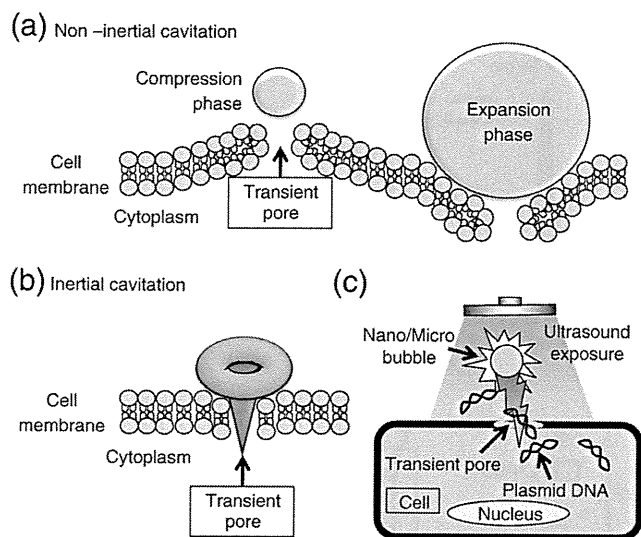 (a) Non –inertial cavitation
Compression
phase
Expansion
phase
Cell
membrane
Cytoplasm
Transient
pore
(b) Inertial cavitation
Cell
membrane
Cytoplasm
Transient
pore
(c)
Nano/Micro
bubble
Ultrasound
exposure
Transient pore
Plasmid DNA
Cell
Nucleus